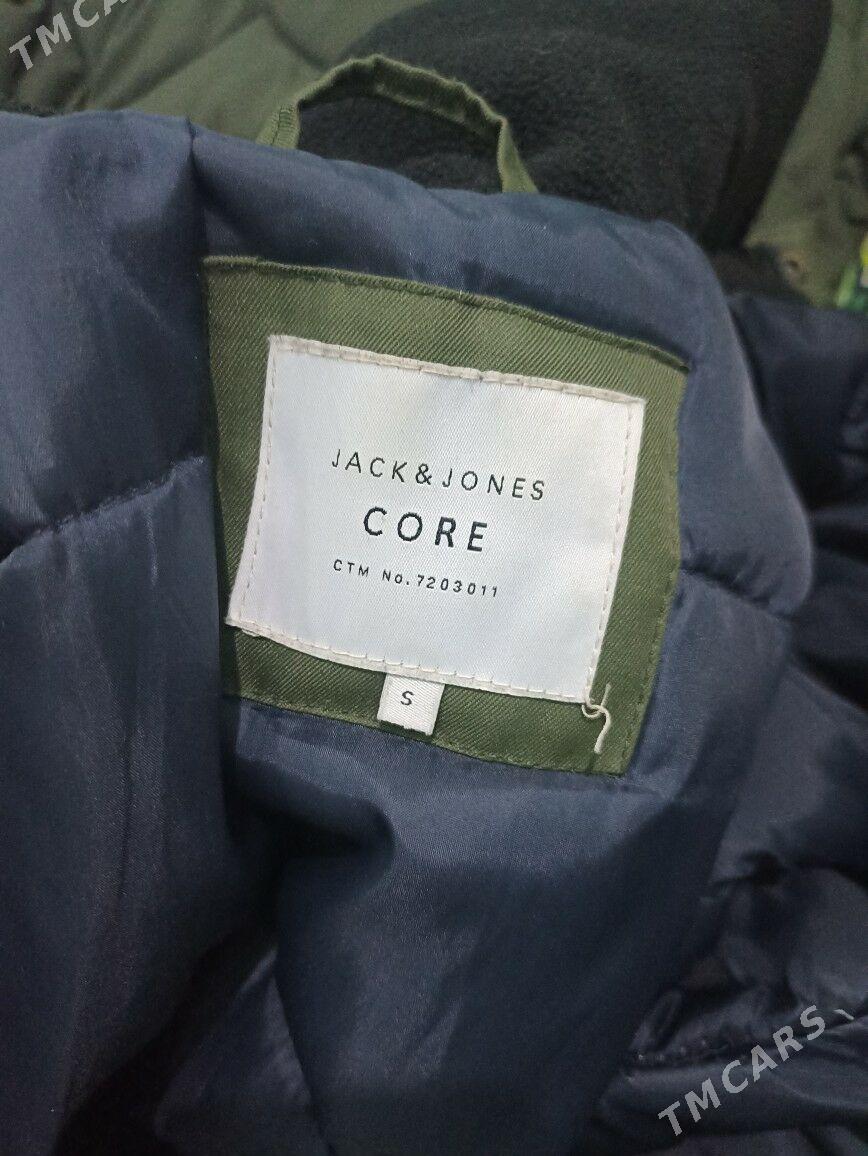 TMCARS
JACK&JONES
CORE
CTM No.7203011
S
TMCARS